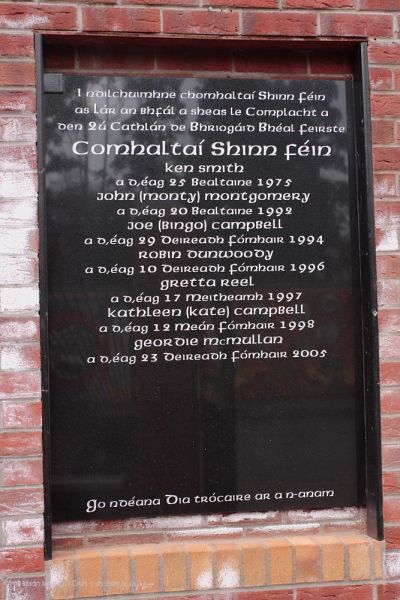 I ndilchuimhne chomhaltaí Shinn Féin
as Lár an Bhfál a sheas le Complacht a
den 2ú Cathlán de Bhriogáid Bhéal Feirste
Comhaltaí Shinn Féin
Ken Smith
a d,éag 25 Bealtaine 1975
John (Monty) Montgomery
a d,éag 20 Bealtaine 1992
Joe (Bingo) Campbell
a d,éag 29 Deireadh Fómhair 1994
Robin Dunwoody
a d,éag 10 Deireadh Fómhair 1996
Gretta Reel
a d,éag 17 Meitheamh 1997
Kathleen (Kate) Campbell
a d,éag 12 Meán Fómhair 1998
Geordie McMullan
a d,éag 23 Deireadh Fómhair 2005
Go ndéana Dia trócaire ar a n-anam